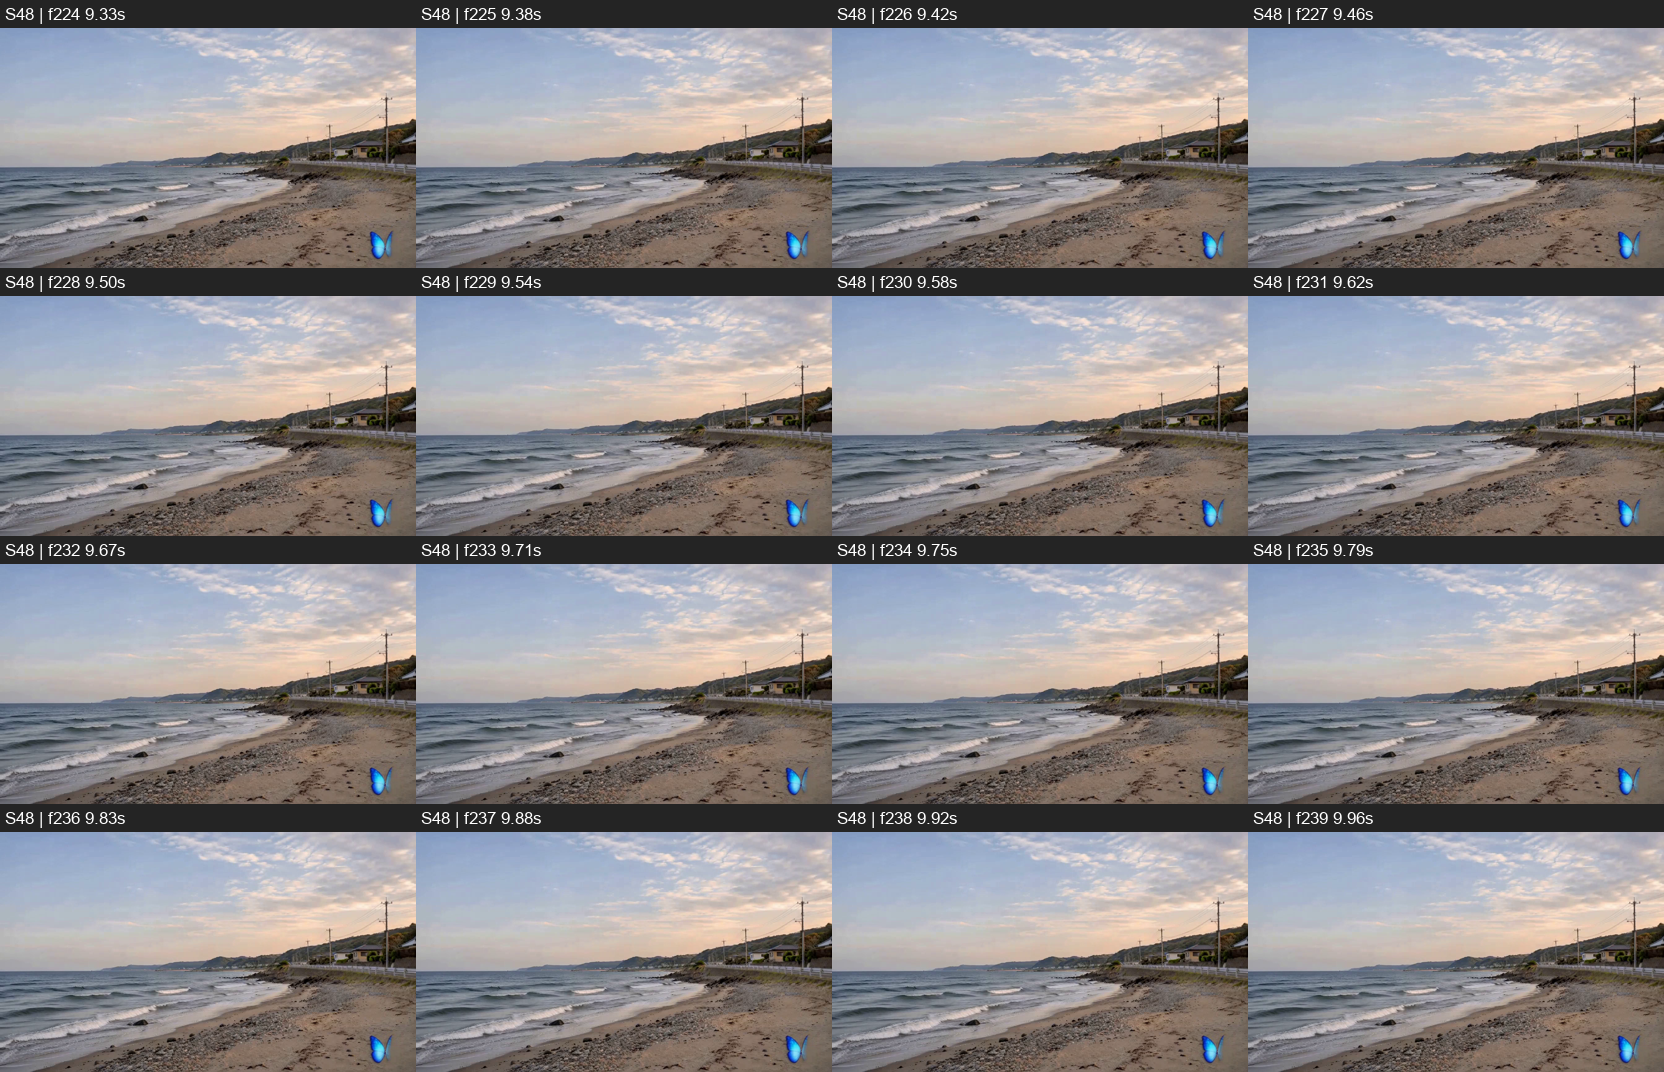 S48 | f224 9.33s
S48 | f225 9.38s
S48 | f226 9.42s
S48 | f227 9.46s
S48 | f228 9.50s
S48 | f229 9.54s
S48 | f230 9.58s
S48 | f231 9.62s
S48 | f232 9.67s
S48 | f233 9.71s
S48 | f234 9.75s
S48 | f235 9.79s
S48 | f236 9.83s
S48 | f237 9.88s
S48 | f238 9.92s
S48 | f239 9.96s